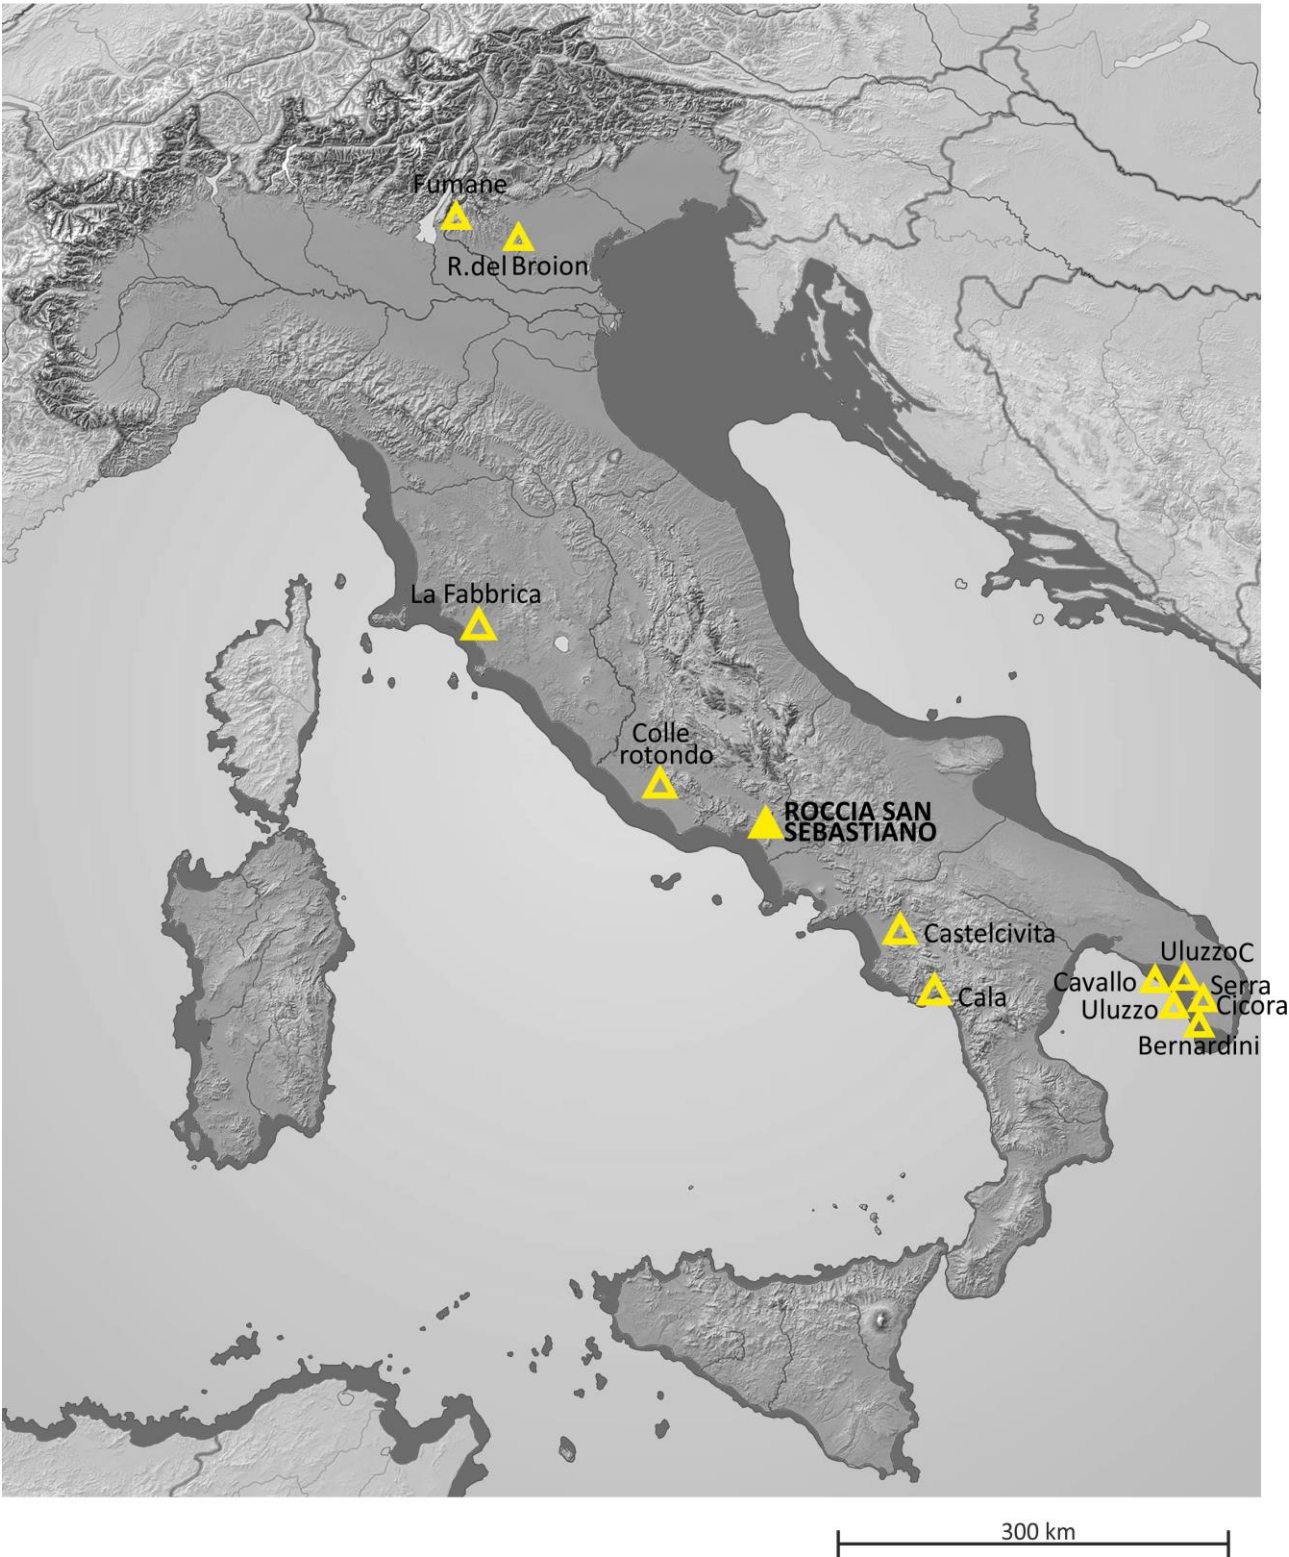 Fumane
R.del Broion
La Fabbrica
Colle
rotondo
ROCCIA SAN
SEBASTIANO
Castelcivita
Cala
UluzzoC
Cavallo
Serra
Cicora
Uluzzo
Bernardini
300 km